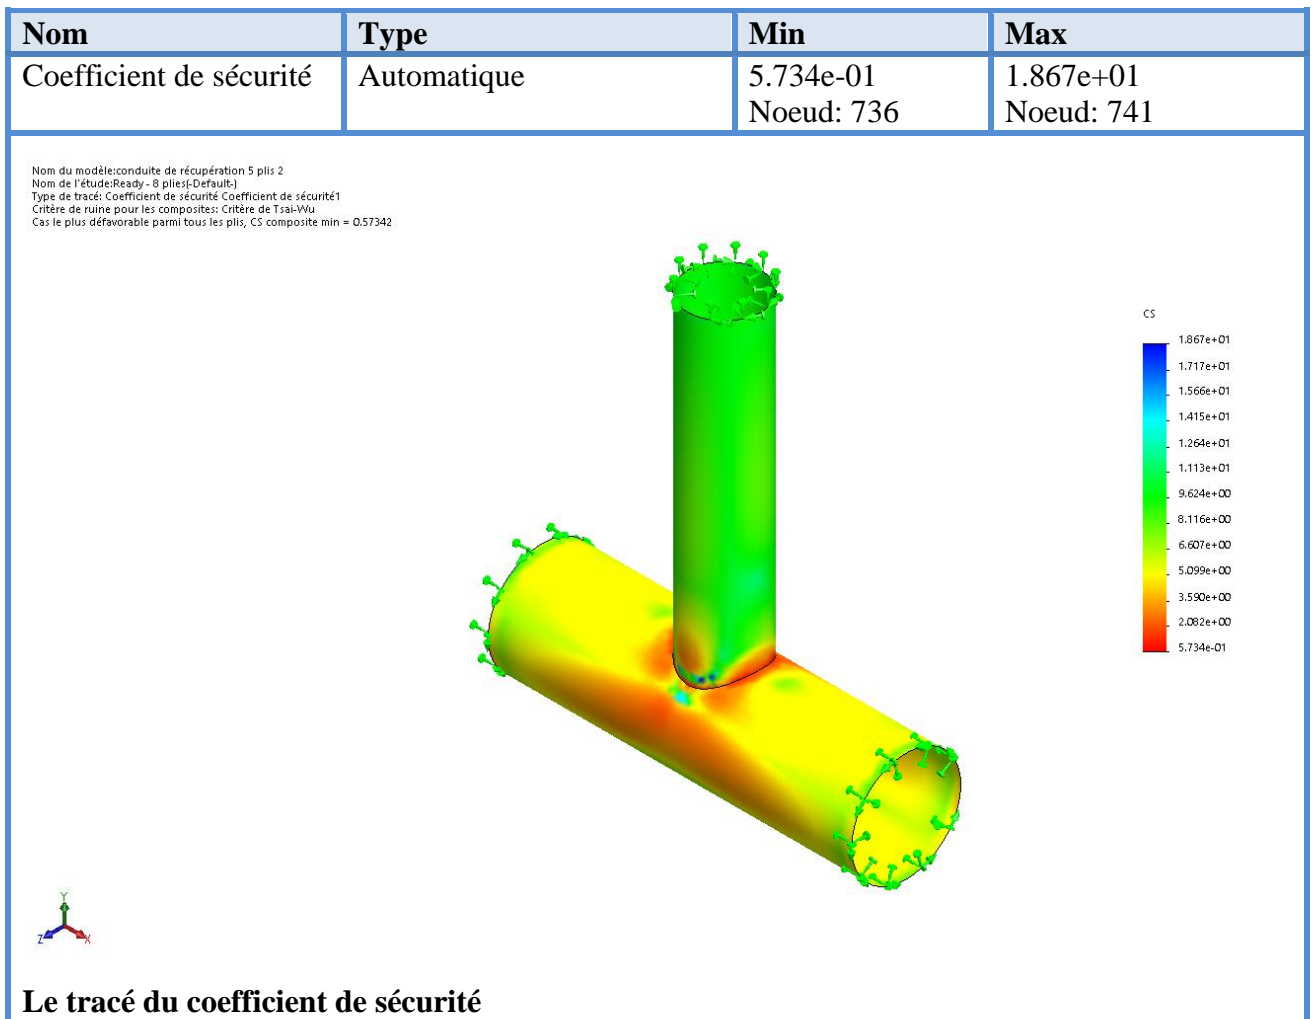 Nom Type Min Max
Coefficient de sécurité Automatique 5.734e-01 1.867e+01
Noeud: 736 Noeud: 741
Nom du modèle:conduite de récupération 5 plis 2
Nom de l'étude:Ready - 8 plies(-Default-)
Type de tracé: Coefficient de sécurité Coefficient de sécurité1
Critère de ruine pour les composites: Critère de Tsai-Wu
Cas le plus défavorable parmi tous les plis, CS composite min = 0.57342
CS
1.867e+01
1.717e+01
1.566e+01
1.415e+01
1.264e+01
1.113e+01
9.624e+00
8.116e+00
6.607e+00
5.099e+00
3.590e+00
2.082e+00
5.734e-01
Y
Z X
Le tracé du coefficient de sécurité